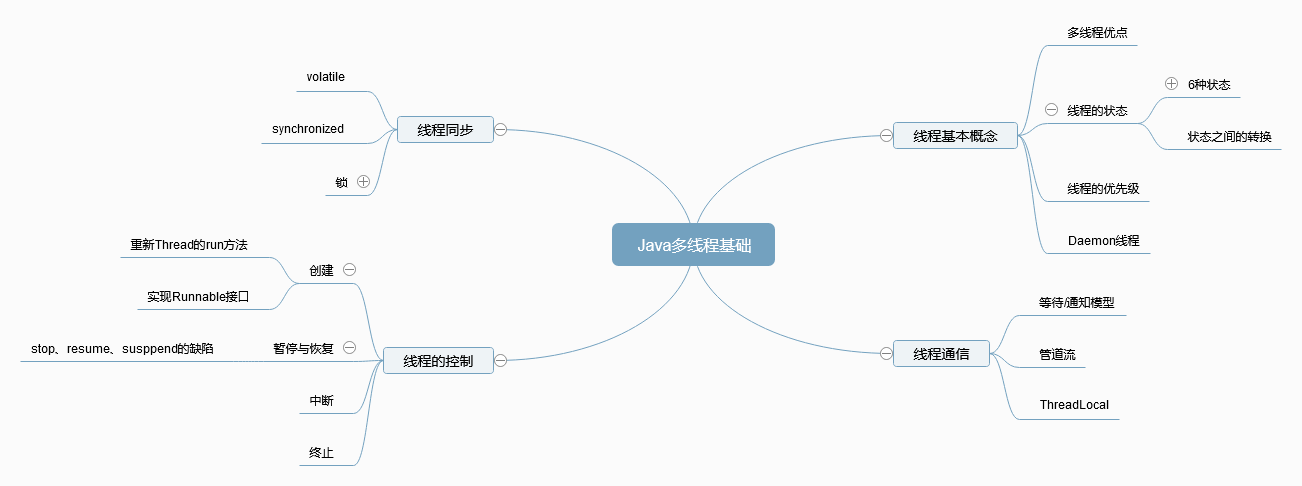 Java多线程基础
线程基本概念
多线程优点
线程的状态
6种状态
状态之间的转换
线程的优先级
Daemon线程
线程通信
等待/通知模型
管道流
ThreadLocal
线程同步
volatile
synchronized
锁
线程的控制
创建
重新Thread的run方法
实现Runnable接口
暂停与恢复
stop、resume、susppend的缺陷
中断
终止